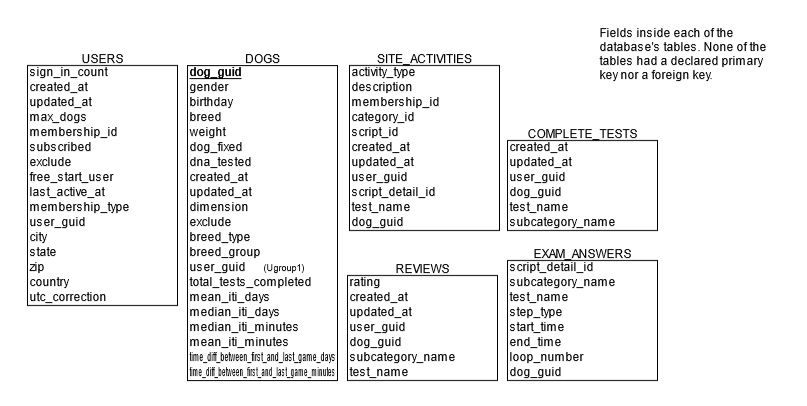 Fields inside each of the
database's tables. None of the
tables had a declared primary
key nor a foreign key.
USERS
sign_in_count
created_at
updated_at
max_dogs
membership_id
subscribed
exclude
free_start_user
last_active_at
membership_type
user_guid
city
state
zip
country
utc_correction
DOGS
dog_guid
gender
birthday
breed
weight
dog_fixed
dna_tested
created_at
updated_at
dimension
exclude
breed_type
breed_group
user_guid (Ugroup1)
total_tests_completed
mean_iti_days
median_iti_days
median_iti_minutes
mean_iti_minutes
time_diff_between_first_and_last_game_days
time_diff_between_first_and_last_game_minutes
SITE_ACTIVITIES
activity_type
description
membership_id
category_id
script_id
created_at
updated_at
user_guid
script_detail_id
test_name
dog_guid
REVIEWS
rating
created_at
updated_at
user_guid
dog_guid
subcategory_name
test_name
COMPLETE_TESTS
created_at
updated_at
user_guid
dog_guid
test_name
subcategory_name
EXAM_ANSWERS
script_detail_id
subcategory_name
test_name
step_type
start_time
end_time
loop_number
dog_guid